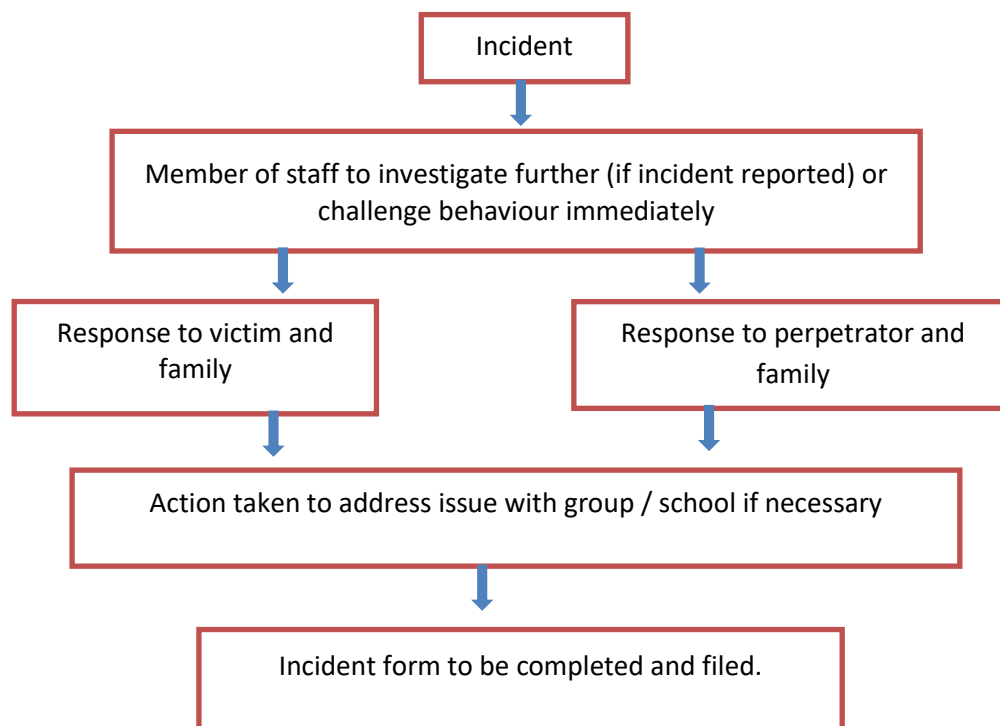 Incident
Member of staff to investigate further (if incident reported) or
challenge behaviour immediately
Response to victim and
family
Response to perpetrator and
family
Action taken to address issue with group / school if necessary
Incident form to be completed and filed.